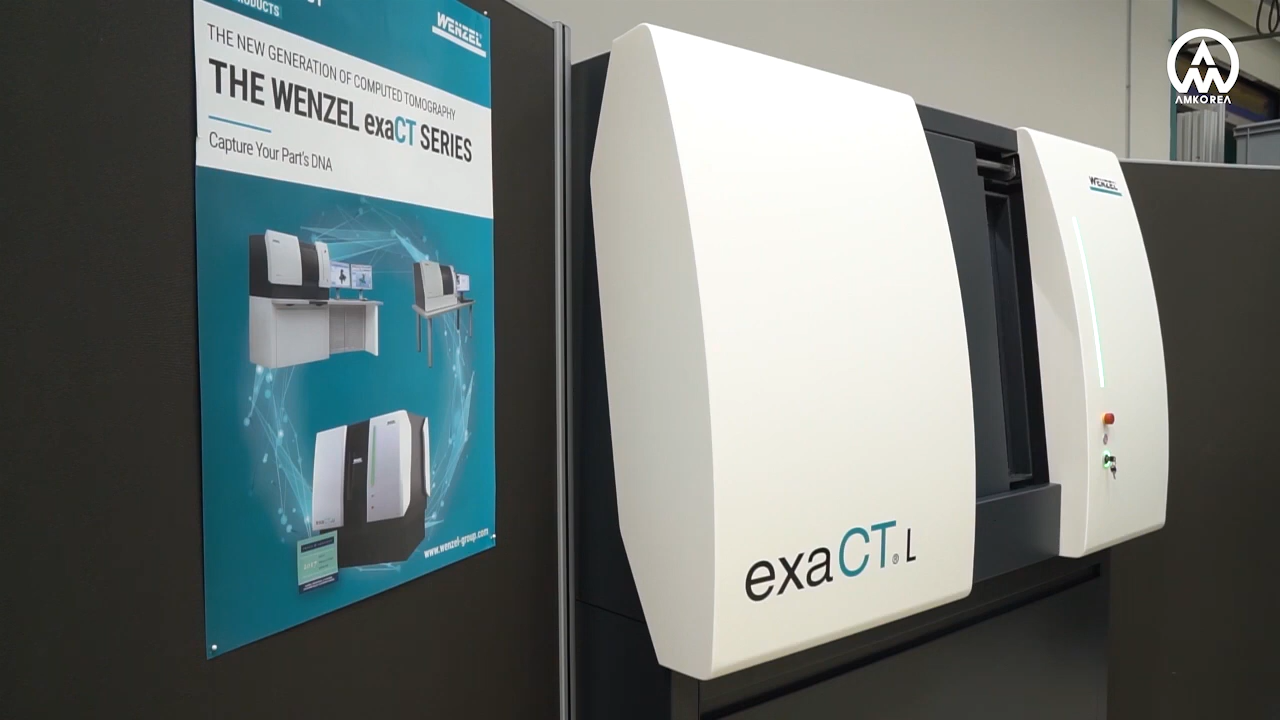 PRODUCTS
WENZEL
THE NEW GENERATION OF COMPUTED TOMOGRAPHY
THE WENZEL exaCT SERIES
Capture Your Part's DNA
www.wenzel-group.com
exaCT® L
WENZEL
AMKOREA